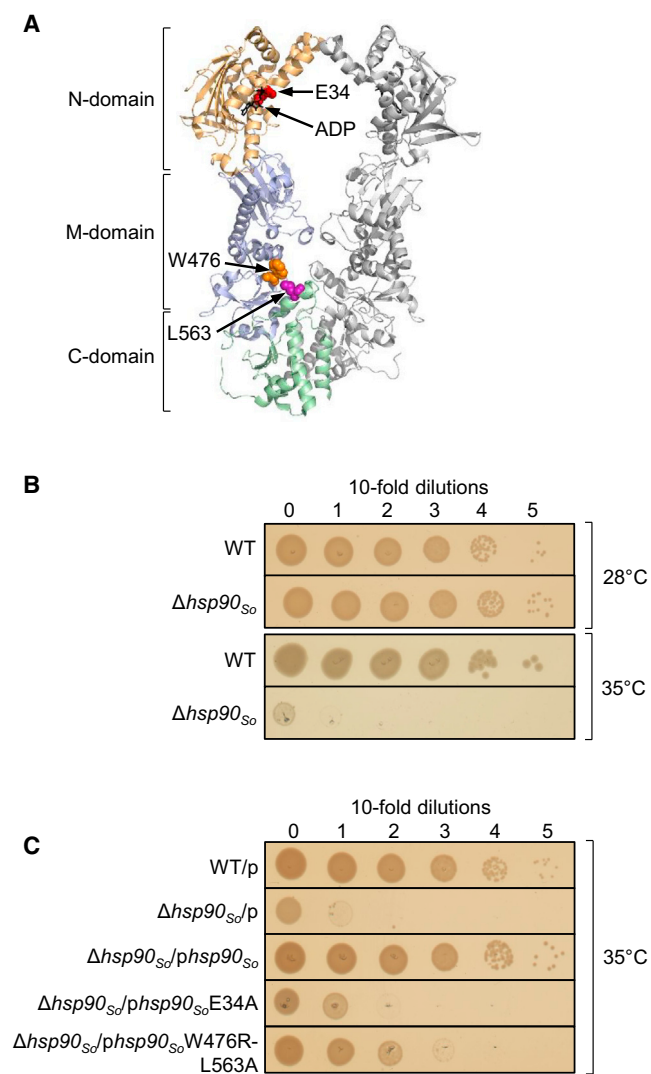 A
N-domain
E34
ADP
M-domain
W476
L563
C-domain
B
10-fold dilutions
0 1 2 3 4 5
WT
28°C
Δhsp90So
WT
35°C
Δhsp90So
C
10-fold dilutions
0 1 2 3 4 5
WT/p
Δhsp90So/p
Δhsp90So/phsp90So
35°C
Δhsp90So/phsp90SoE34A
Δhsp90So/phsp90SoW476R-
L563A